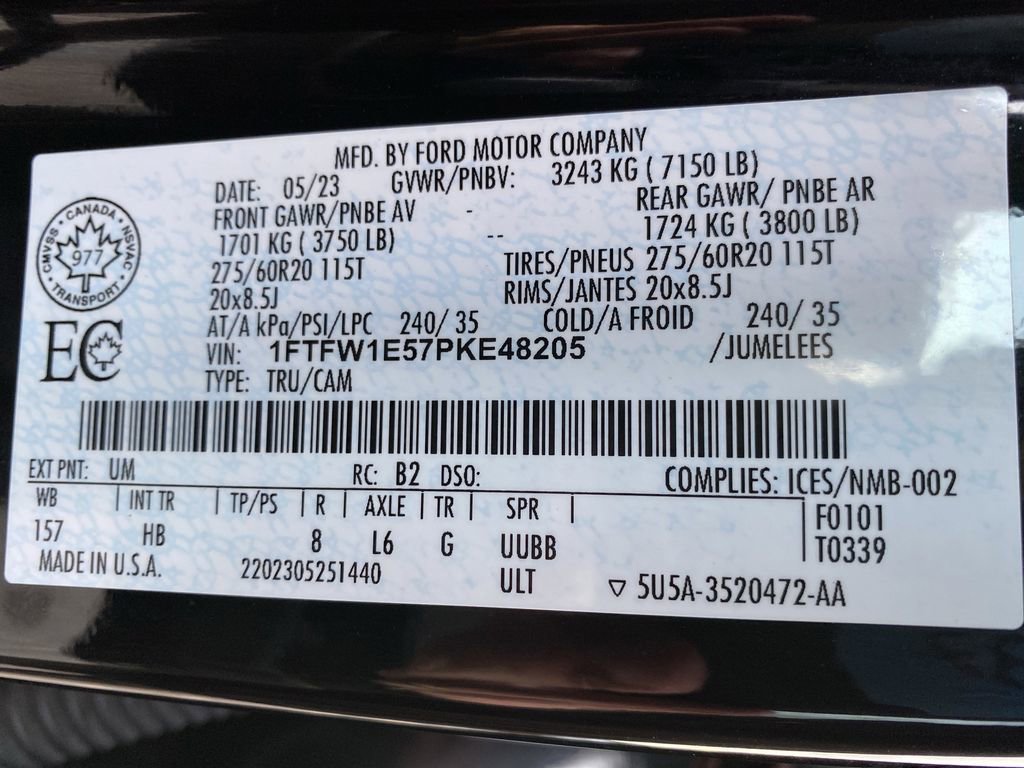 MFD. BY FORD MOTOR COMPANY
DATE: 05/23 GVWR/PNBV: 3243 KG ( 7150 LB)
FRONT GAWR/PNBE AV - REAR GAWR/ PNBE AR
1701 KG ( 3750 LB) -- 1724 KG ( 3800 LB)
275/60R20 115T TIRES/PNEUS 275/60R20 115T
20x8.5J RIMS/JANTES 20x8.5J
AT/A kPa/PSI/LPC 240/ 35 COLD/A FROID 240/ 35
VIN: 1FTFW1E57PKE48205 /JUMELEES
TYPE: TRU/CAM
CANADA
CMVSS 977 NSVAC
TRANSPORT
EC
EXT PNT: UM RC: B2 DSO: COMPLIES: ICES/NMB-002
WB | INT TR | TP/PS | R | AXLE | TR | SPR | F0101
157 HB 8 L6 G UUBB T0339
MADE IN U.S.A. 2202305251440 ULT ▽ 5U5A-3520472-AA